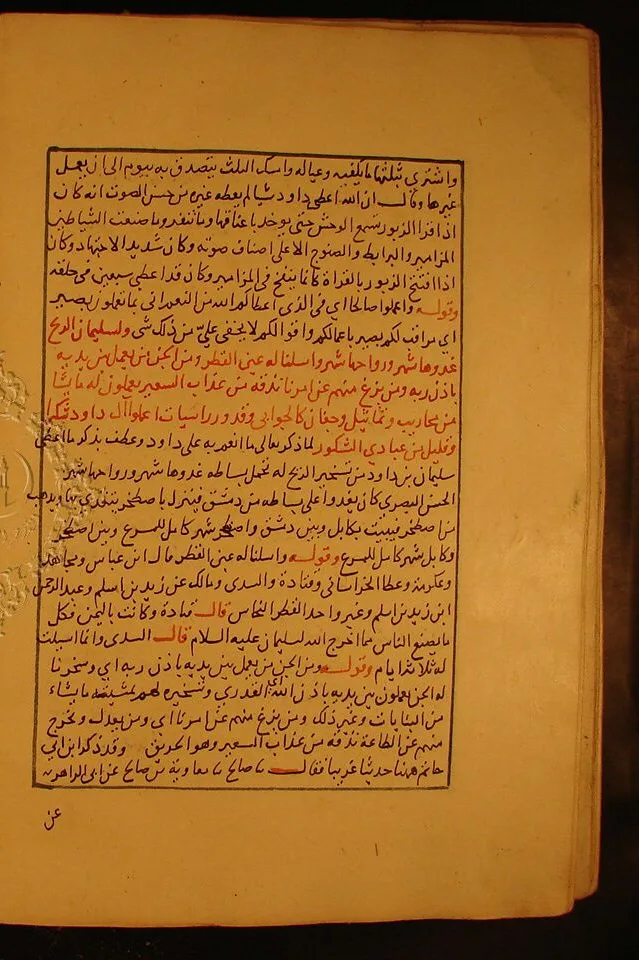 واشتري بثلثها ما يكفيه وعياله وامسك الثلث يتصدق به يوم بيوم الى ان يعمل
غيرها وقال ان الله اعطى داود شيا لم يعطه غيره من حسن الصوت انه كان
اذا قرا الزبور تسمع الوحش حتى يوخذ باعناقها وما تنفر وما صنعت الشياطين
المزامير والبرابط والصنوج الا على اصناف صوته وكان شديد الاجتهاد وكان
اذا افتتح الزبور بالقراة كانما ينفخ في المزامير وكان قد اعطي سبعين في حلقه
وقوله واعملوا صالحا اي في الذي اعطاكم الله من النعم اني بما تعملون بصير
اي مراقب لكم بصير باعمالكم واقوالكم لا يخفى علي من ذلك شي ولسليمان الريح
غدوها شهر ورواحها شهر واسلنا له عين القطر ومن الجن من يعمل بين يديه
باذن ربه ومن يزغ منهم عن امرنا نذقه من عذاب السعير يعملون له ما يشا
من محاريب وتماثيل وجفان كالجوابي وقدور راسيات اعملوا آل داود شكرا
وقليل من عبادي الشكور لما ذكر تعالى ما انعم به على داود وعطف بذكر ما اعطى
سليمان بن داود من تسخير الريح له تحمل بساطه غدوها شهر ورواحها شهر
الحسن البصري كان يغدوا على بساطه من دمشق فينزل باصطخر يتغدى بها ويذهب
من اصطخر فيبيت بكابل وبين دمشق واصطخر شهر كامل للمسرع وبين اصطخر
وكابل شهر كامل للمسرع وقوله واسلنا له عين القطر قال ابن عباس ومجاهد
وعكرمة وعطا الخراساني وقتادة والسدي ومالك عن زيد بن اسلم وعبد الرحمن
ابن زيد بن اسلم وغير واحد القطر النحاس قال قتادة وكانت باليمن فكل
ما يصنع الناس مما اخرج الله لسليمان عليه السلام قال السدي وانما اسيلت
له ثلاثة ايام وقوله ومن الجن من يعمل بين يديه باذن ربه اي وسخرنا
له الجن يعملون بين يديه باذن الله اي القدري وتسخيره لهم بمشيئته ما يشاء
من البنايات وغير ذلك ومن يزغ منهم عن امرنا اي ومن يعدل ويخرج
منهم عن الطاعة نذقه من عذاب السعير وهو الحريق وقد ذكر ابن ابي
حاتم ههنا حديثا غريبا فقال نا صالح نا معاوية بن صالح عن ابي الزاهرية
عن